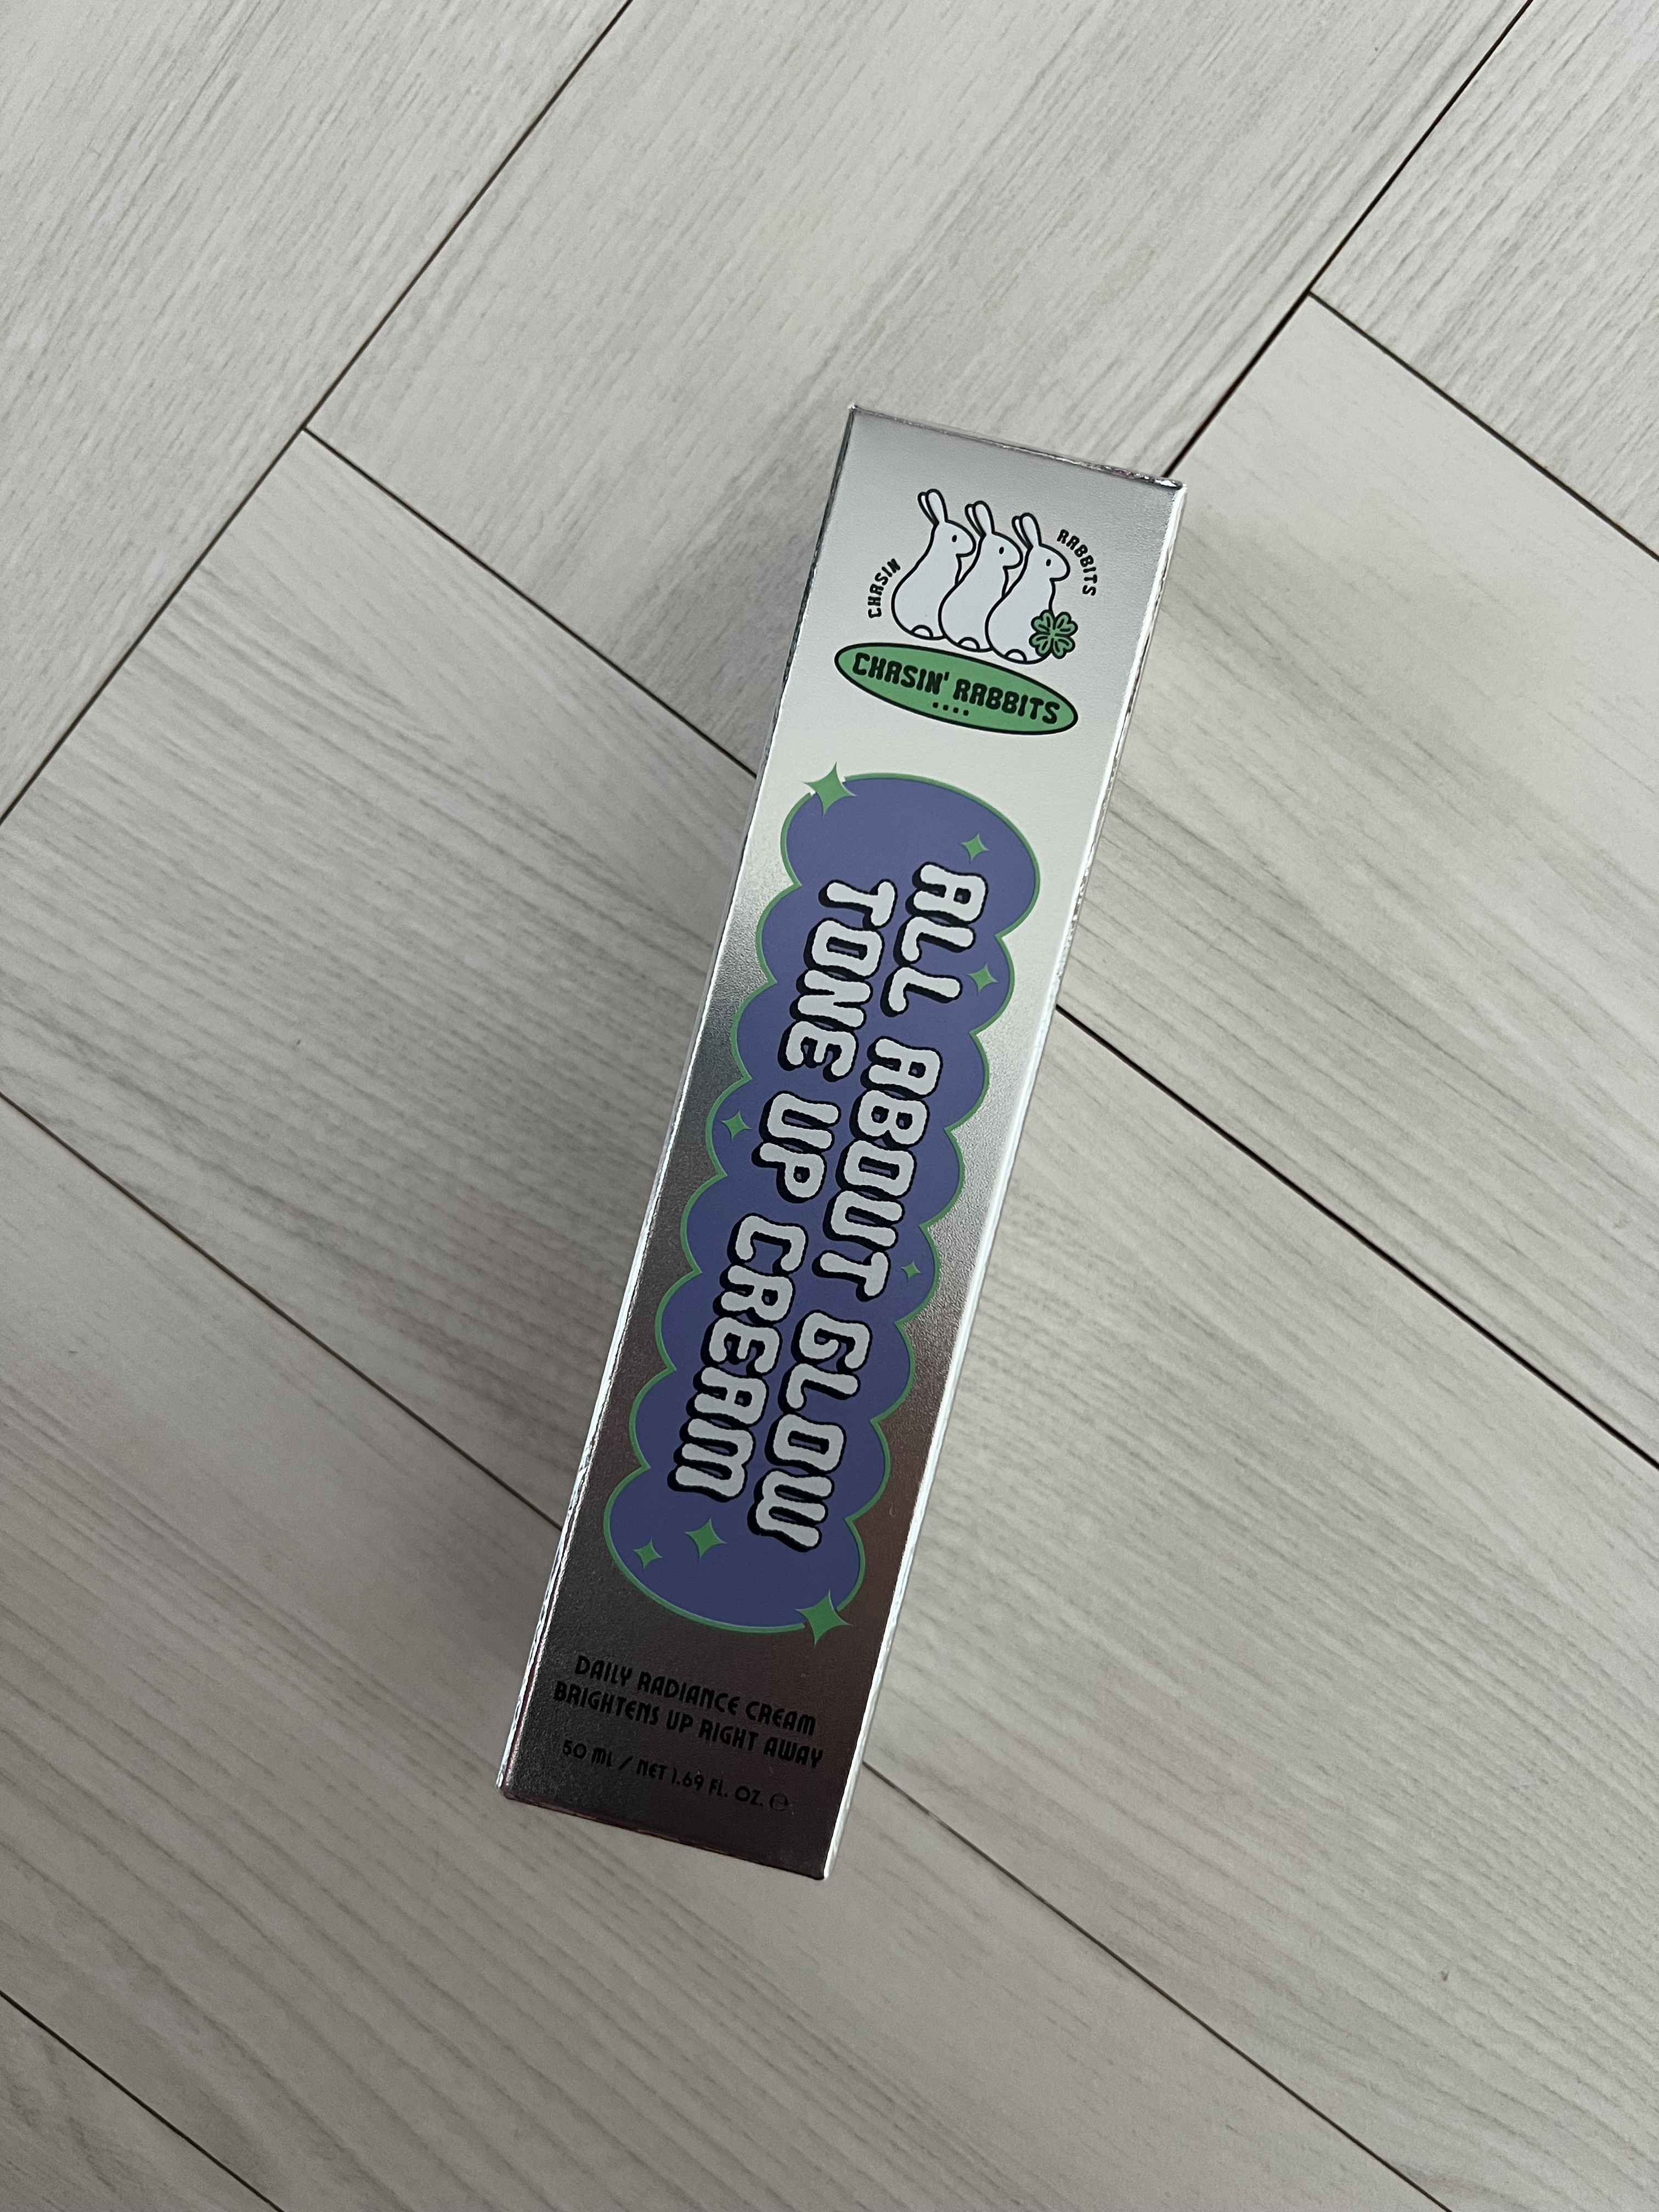 CHASIN RABBITS
CHASIN' RABBITS
ALL ABOUT GLOW
TONE UP CREAM
DAILY RADIANCE CREAM
BRIGHTENS UP RIGHT AWAY
50 ML / NET 1.69 FL. OZ. ℮